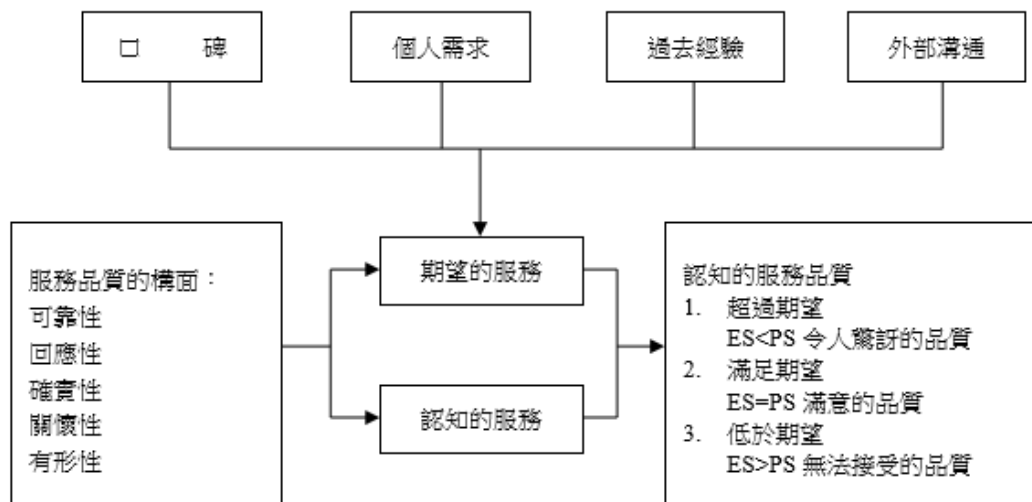 口 碑
個人需求
過去經驗
外部溝通
服務品質的構面：
可靠性
回應性
確實性
關懷性
有形性
期望的服務
認知的服務
認知的服務品質
1. 超過期望
ES<PS 令人驚訝的品質
2. 滿足期望
ES=PS 滿意的品質
3. 低於期望
ES>PS 無法接受的品質